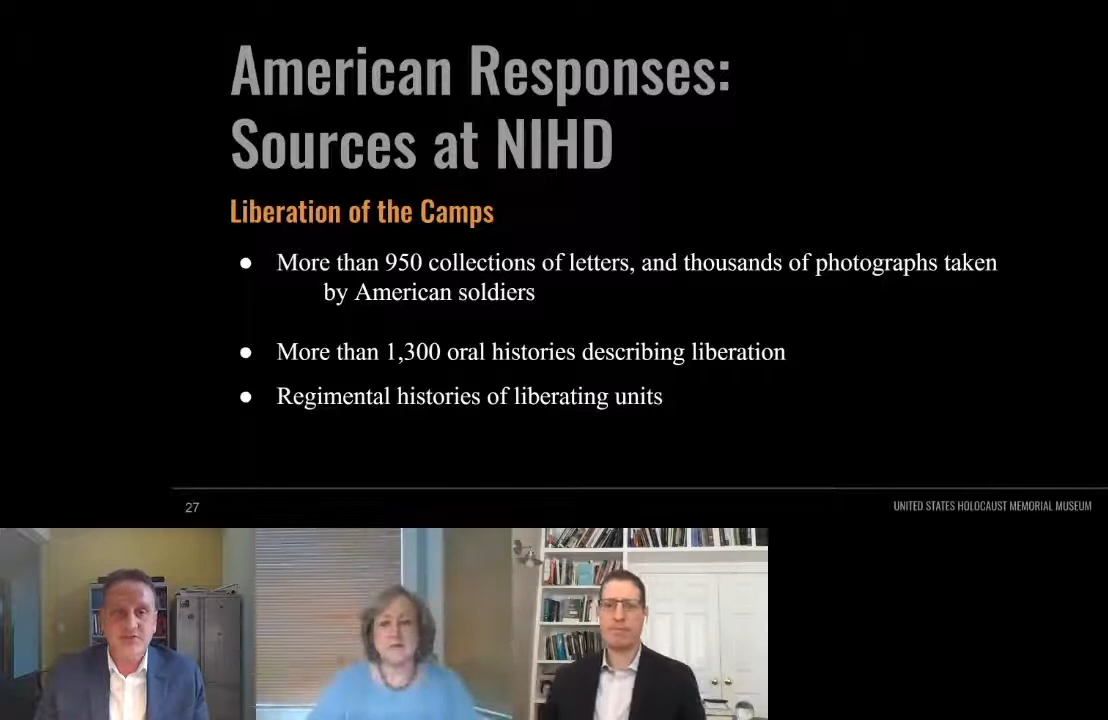 American Responses:
Sources at NIHD
Liberation of the Camps
● More than 950 collections of letters, and thousands of photographs taken
by American soldiers
● More than 1,300 oral histories describing liberation
● Regimental histories of liberating units
27
UNITED STATES HOLOCAUST MEMORIAL MUSEUM